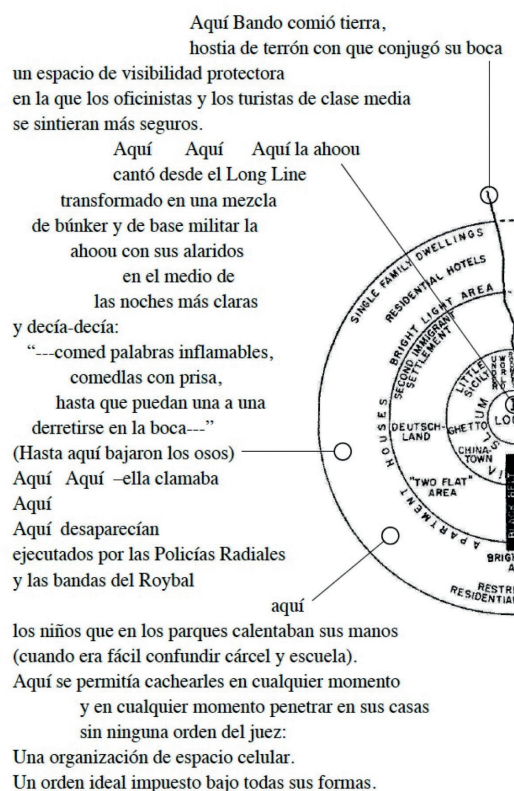 Aquí Bando comió tierra,
hostia de terrón con que conjugó su boca
un espacio de visibilidad protectora
en la que los oficinistas y los turistas de clase media
se sintieran más seguros.
Aquí Aquí Aquí la ahoou
cantó desde el Long Line
transformado en una mezcla
de búnker y de base militar la
ahoou con sus alaridos
en el medio de
las noches más claras
y decía-decía:
“---comed palabras inflamables,
comedlas con prisa,
hasta que puedan una a una
derretirse en la boca---”
(Hasta aquí bajaron los osos)
Aquí Aquí –ella clamaba
Aquí
Aquí desaparecían
ejecutados por las Policías Radiales
y las bandas del Roybal
aquí
los niños que en los parques calentaban sus manos
(cuando era fácil confundir cárcel y escuela).
Aquí se permitía cachearles en cualquier momento
y en cualquier momento penetrar en sus casas
sin ninguna orden del juez:
Una organización de espacio celular.
Un orden ideal impuesto bajo todas sus formas.
SINGLE FAMILY DWELLINGS
RESIDENTIAL HOTELS
BRIGHT LIGHT AREA
SECOND IMMIGRANT
SETTLEMENT
LITTLE
SICILY
LOO
SLUM
DEUTSCH-
LAND
GHETTO
CHINA-
TOWN
"TWO FLAT"
AREA
APARTMENT HOUSES
BRIG
A
RESTRI
RESIDENTIAL